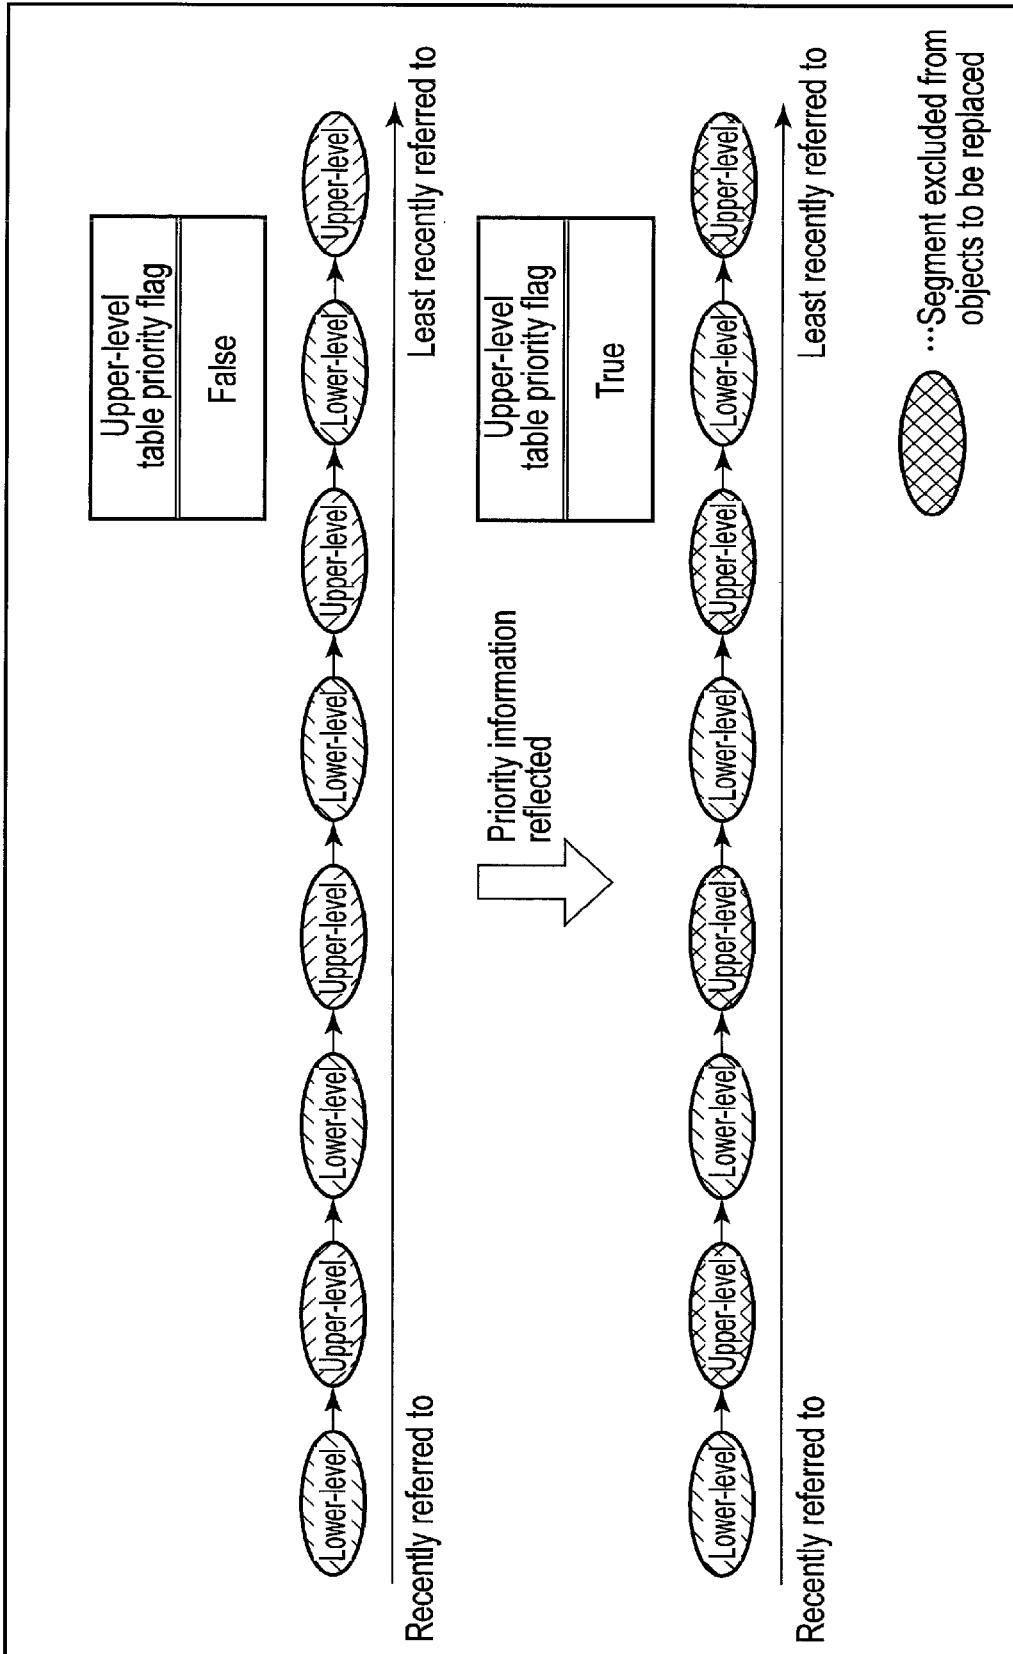 Upper-level
table priority flag
False
Lower-level
Upper-level
Lower-level
Upper-level
Lower-level
Upper-level
Lower-level
Upper-level
Recently referred to
Least recently referred to
Priority information
reflected
Upper-level
table priority flag
True
Lower-level
Upper-level
Lower-level
Upper-level
Lower-level
Upper-level
Lower-level
Upper-level
Recently referred to
Least recently referred to
···Segment excluded from
objects to be replaced